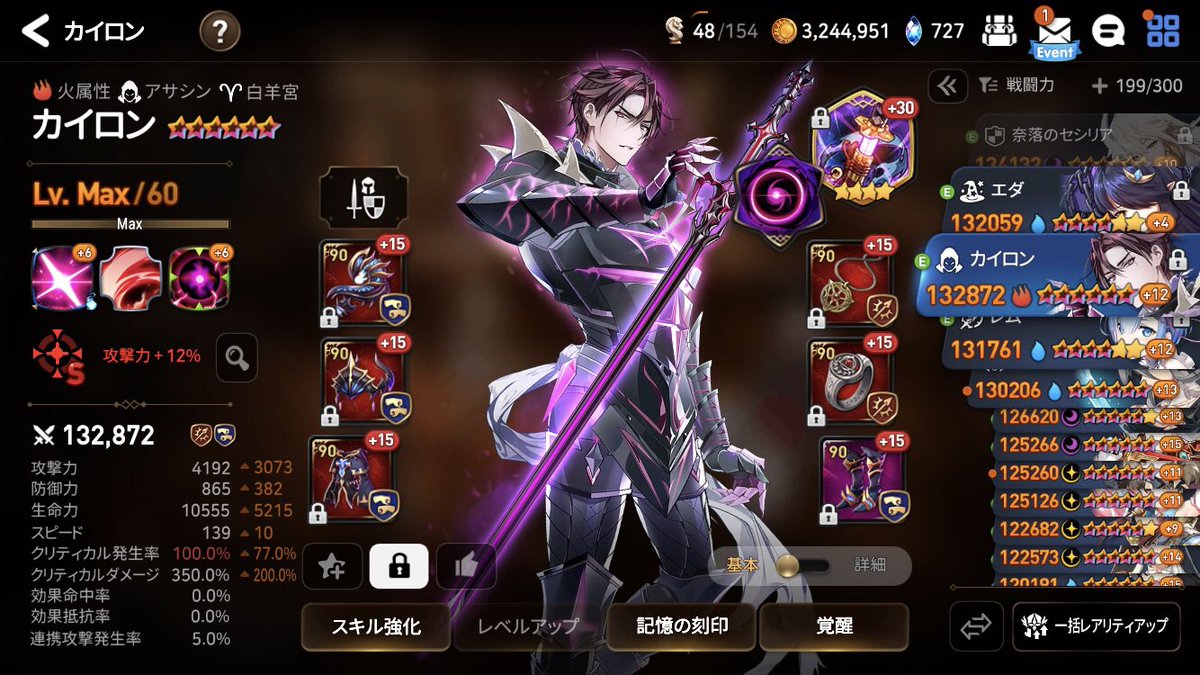 カイロン
?
48/154
3,244,951
727
1
Event
火属性 アサシン 白羊宮
カイロン
Lv. Max/60
Max
+6
+6
S
攻撃力 + 12%
132,872
攻撃力 4192 3073
防御力 865 382
生命力 10555 5215
スピード 139 10
クリティカル発生率 100.0% 77.0%
クリティカルダメージ 350.0% 200.0%
効果命中率 0.0%
効果抵抗率 0.0%
連携攻撃発生率 5.0%
90 +15
90 +15
90 +15
+30
90 +15
90 +15
90 +15
基本 詳細
スキル強化
レベルアップ
記憶の刻印
覚醒
戦闘力
+ 199/300
E 奈落のセシリア
E エダ
132059 +4
E カイロン
132872 +12
131761 +12
130206 +13
126620 +13
125266 +15
125260 +11
125126 +11
122682 +9
122573 +14
一括レアリティアップ